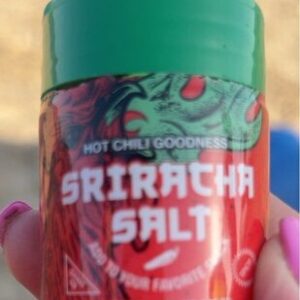 HOT CHILI GOODNESS
SRIRACHA
SALT
ADD TO YOUR FAVORITE